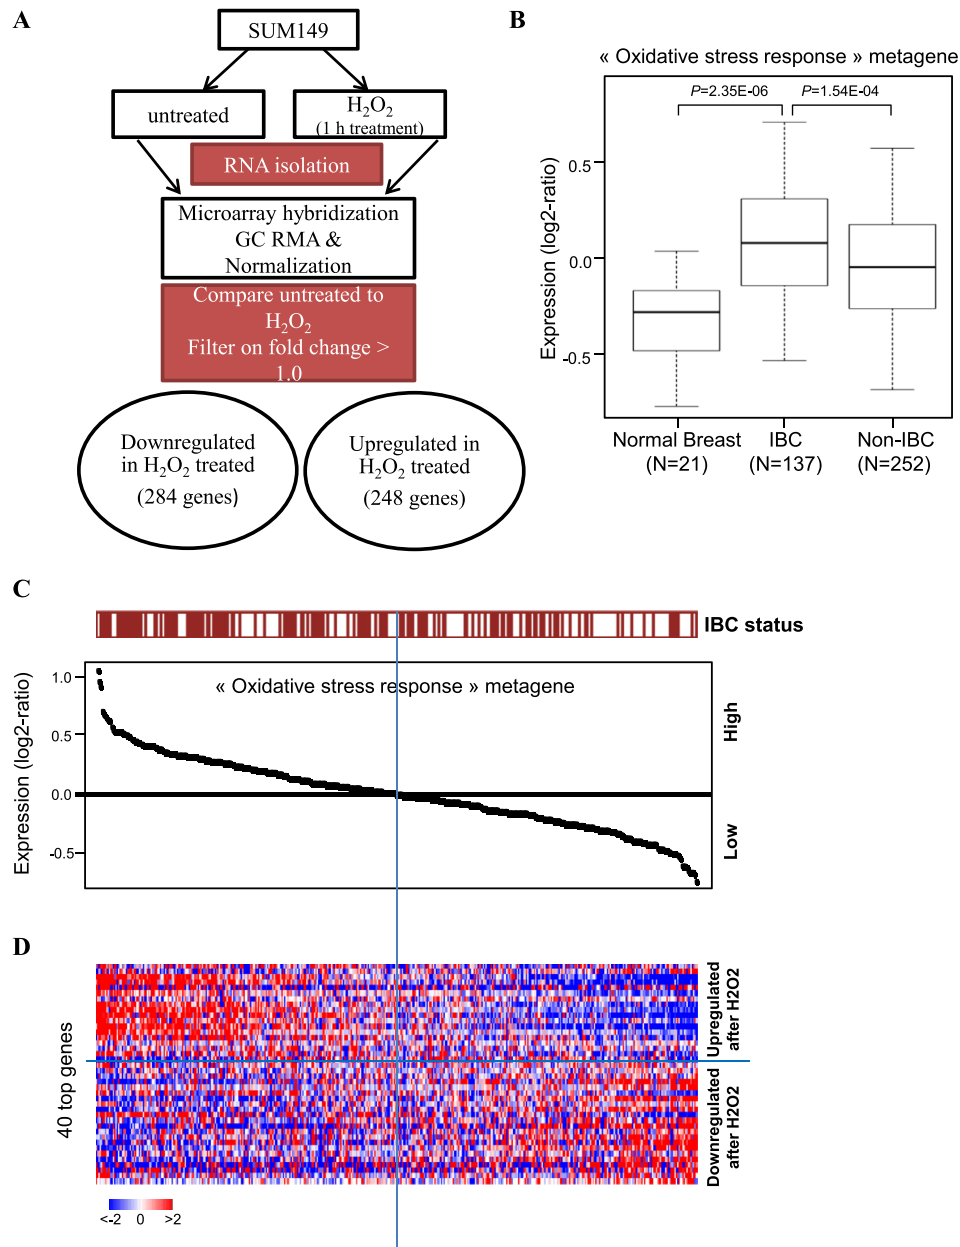 A
SUM149
untreated
H₂O₂
(1 h treatment)
RNA isolation
Microarray hybridization
GC RMA &
Normalization
Compare untreated to
H₂O₂
Filter on fold change >
1.0
Downregulated
in H₂O₂ treated
(284 genes)
Upregulated in
H₂O₂ treated
(248 genes)
B
« Oxidative stress response » metagene
P=2.35E-06
P=1.54E-04
Expression (log2-ratio)
0.5
0.0
-0.5
Normal Breast
(N=21)
IBC
(N=137)
Non-IBC
(N=252)
C
IBC status
« Oxidative stress response » metagene
Expression (log2-ratio)
1.0
0.5
0.0
-0.5
High
Low
D
40 top genes
Upregulated
after H2O2
Downregulated
after H2O2
<-2 0 >2